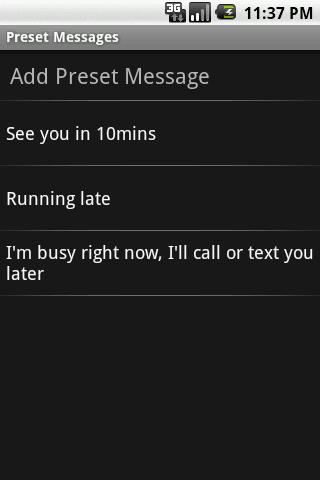 3G
11:37 PM
Preset Messages
Add Preset Message
See you in 10mins
Running late
I'm busy right now, I'll call or text you
later